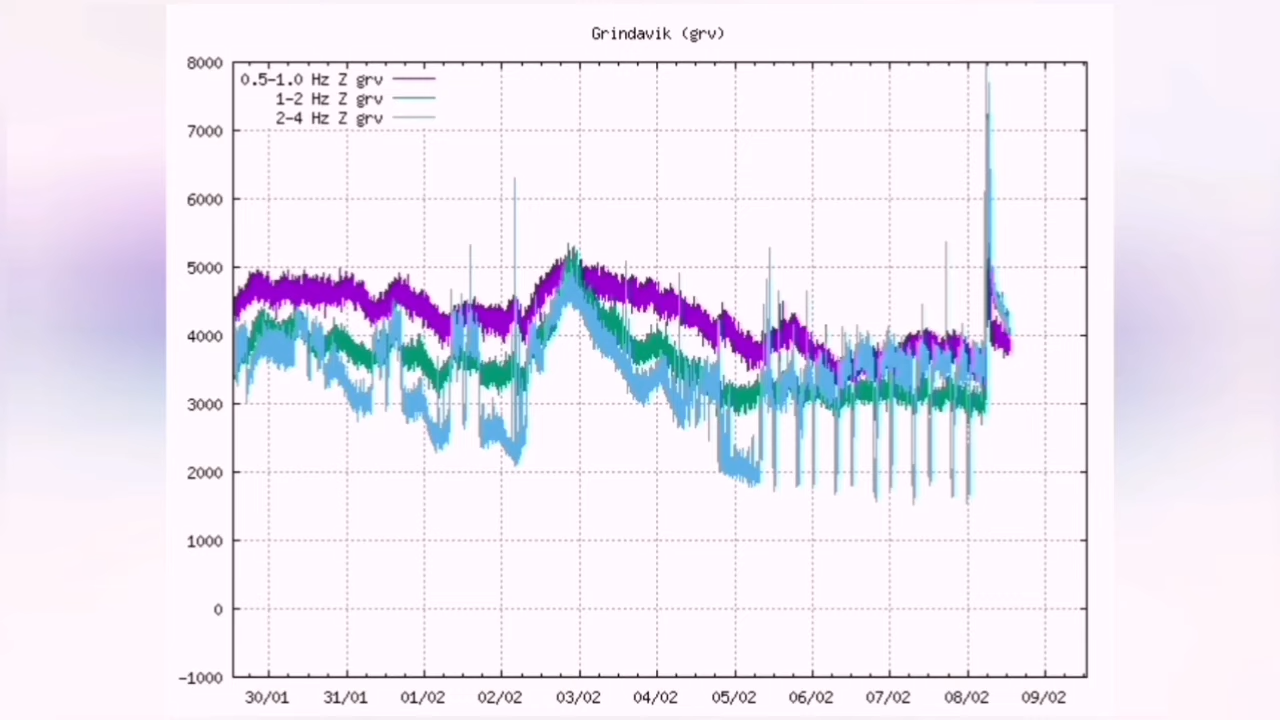 Grindavik (grv)
8000
0.5-1.0 Hz Z grv
1-2 Hz Z grv
2-4 Hz Z grv
7000
6000
5000
4000
3000
2000
1000
0
-1000
30/01 31/01 01/02 02/02 03/02 04/02 05/02 06/02 07/02 08/02 09/02